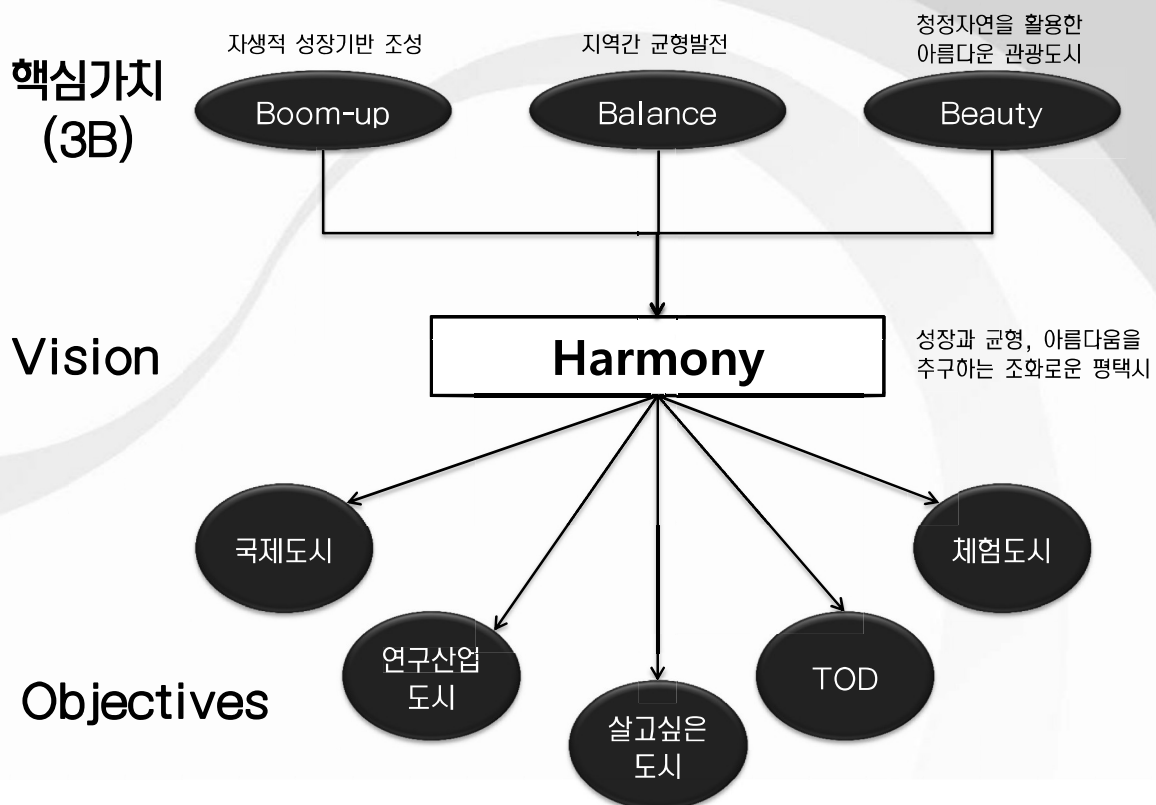 자생적 성장기반 조성
지역간 균형발전
청정자연을 활용한
아름다운 관광도시
핵심가치
(3B)
Boom-up
Balance
Beauty
Vision
Harmony
성장과 균형, 아름다움을
추구하는 조화로운 평택시
국제도시
체험도시
연구산업
도시
TOD
Objectives
살고싶은
도시